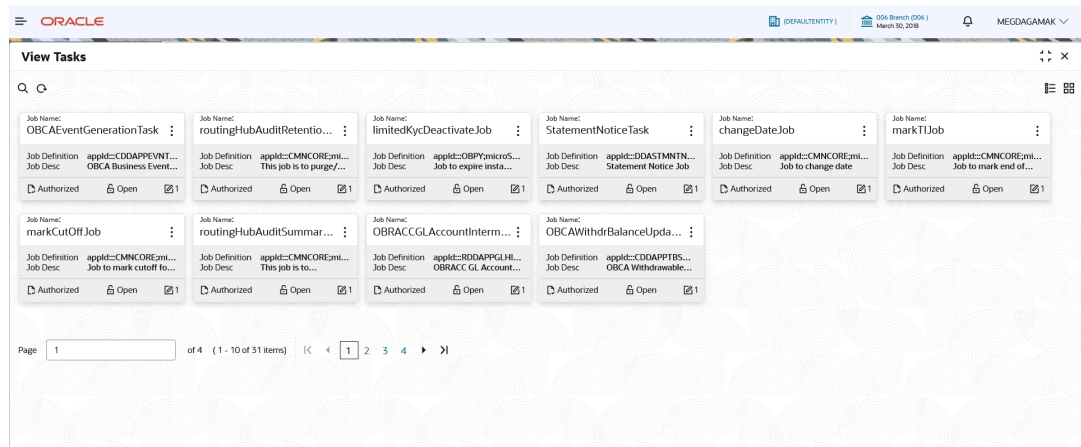 ORACLE
(DEFAULTENTITY)
006 Branch (006 )
March 30, 2018
MEGDAGAMAK
View Tasks
Job Name:
OBCAEventGenerationTask
Job Definition appId:::CDDAPPEVNT...
Job Desc OBCA Business Event...
Authorized Open 1
Job Name:
routingHubAuditRetentio...
Job Definition appId:::CMNCORE;mi...
Job Desc This job is to purge/...
Authorized Open 1
Job Name:
limitedKycDeactivateJob
Job Definition appId:::OBPY;microS...
Job Desc Job to expire insta...
Authorized Open 1
Job Name:
StatementNoticeTask
Job Definition appId:::DDASTMNTN...
Job Desc Statement Notice Job
Authorized Open 1
Job Name:
changeDateJob
Job Definition appId:::CMNCORE;mi...
Job Desc Job to change date
Authorized Open 1
Job Name:
markTIJob
Job Definition appId:::CMNCORE;mi...
Job Desc Job to mark end of...
Authorized Open 1
Job Name:
markCutOffJob
Job Definition appId:::CMNCORE;mi...
Job Desc Job to mark cutoff fo...
Authorized Open 1
Job Name:
routingHubAuditSummar...
Job Definition appId:::CMNCORE;mi...
Job Desc This job is to...
Authorized Open 1
Job Name:
OBRACCGLAccountInterm...
Job Definition appId:::RDDAPPGLHI...
Job Desc OBRACC GL Account...
Authorized Open 1
Job Name:
OBCAWithdrBalanceUpda...
Job Definition appId:::CDDAPPTBS...
Job Desc OBCA Withdrawable...
Authorized Open 1
Page 1 of 4 ( 1 - 10 of 31 items) 1 2 3 4